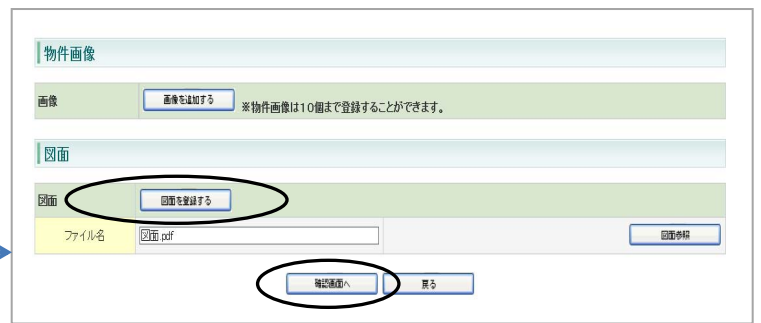 物件画像
画像 画像を追加する ※物件画像は10個まで登録することができます。
図面
図面 図面を登録する
ファイル名 図面.pdf 図面参照
確認画面へ 戻る